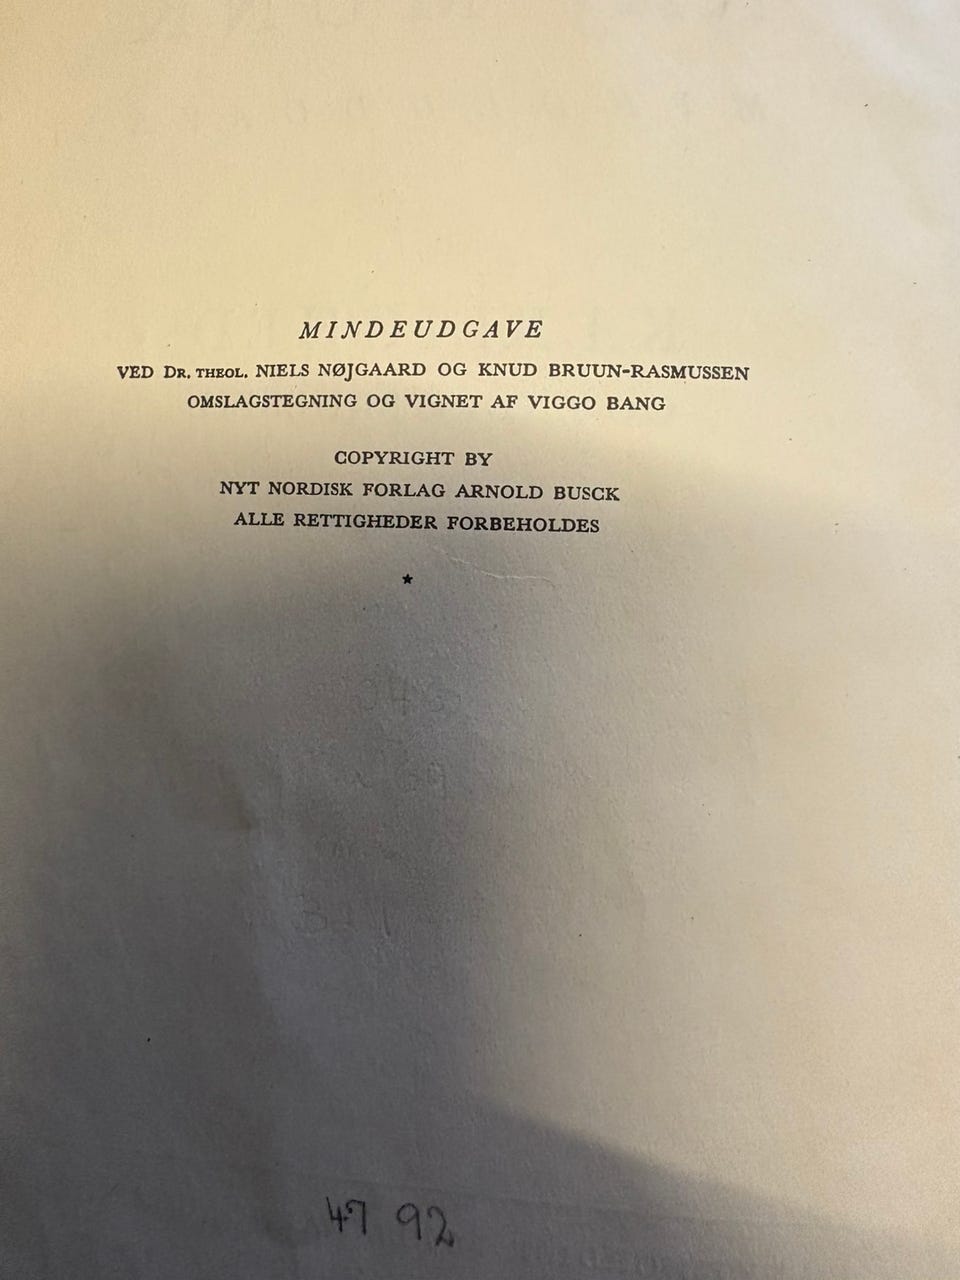 MINDEUDGAVE
VED DR. THEOL. NIELS NØJGAARD OG KNUD BRUUN-RASMUSSEN
OMSLAGSTEGNING OG VIGNET AF VIGGO BANG
COPYRIGHT BY
NYT NORDISK FORLAG ARNOLD BUSCK
ALLE RETTIGHEDER FORBEHOLDES
★
47 92